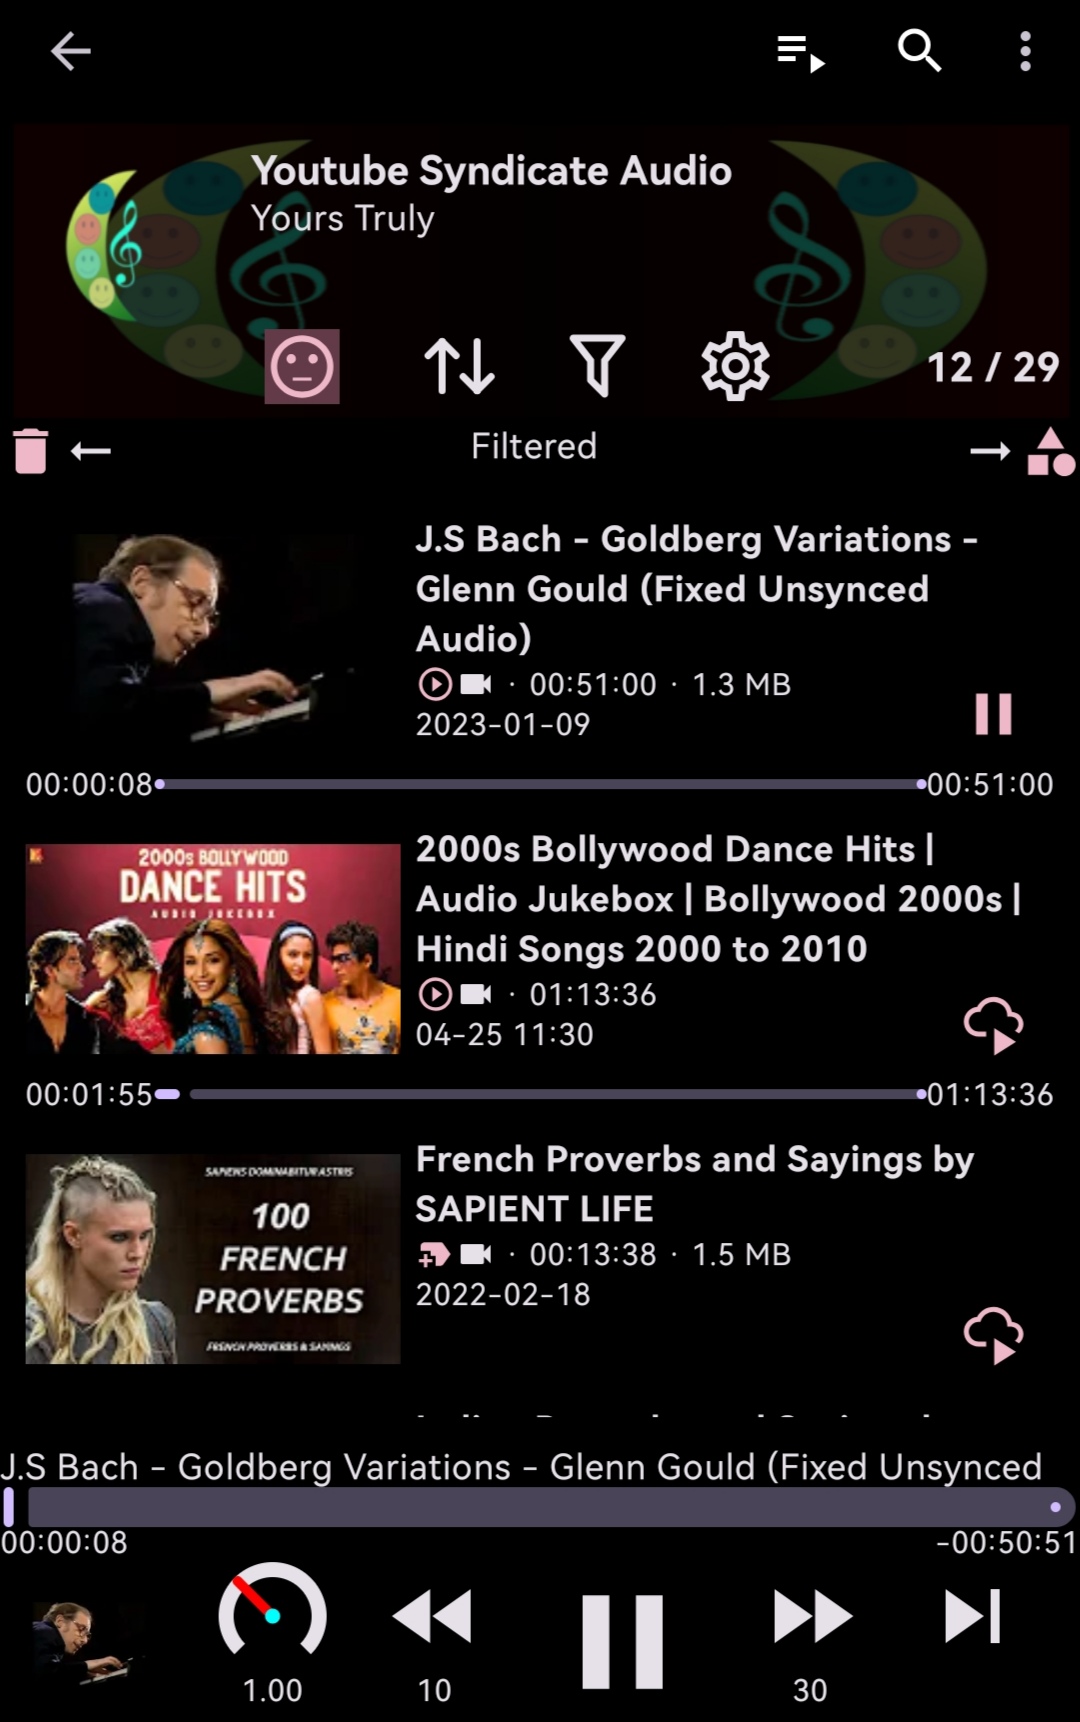 Youtube Syndicate Audio
Yours Truly
12 / 29
Filtered
J.S Bach - Goldberg Variations -
Glenn Gould (Fixed Unsynced
Audio)
· 00:51:00 · 1.3 MB
2023-01-09
00:00:08 00:51:00
2000s BOLLYWOOD
DANCE HITS
AUDIO JUKEBOX
2000s Bollywood Dance Hits |
Audio Jukebox | Bollywood 2000s |
Hindi Songs 2000 to 2010
· 01:13:36
04-25 11:30
00:01:55 01:13:36
SAPIENS DOMINABITUR ASTRIS
100
FRENCH
PROVERBS
FRENCH PROVERBS & SAYINGS
French Proverbs and Sayings by
SAPIENT LIFE
· 00:13:38 · 1.5 MB
2022-02-18
J.S Bach - Goldberg Variations - Glenn Gould (Fixed Unsynced
00:00:08 -00:50:51
1.00 10 30